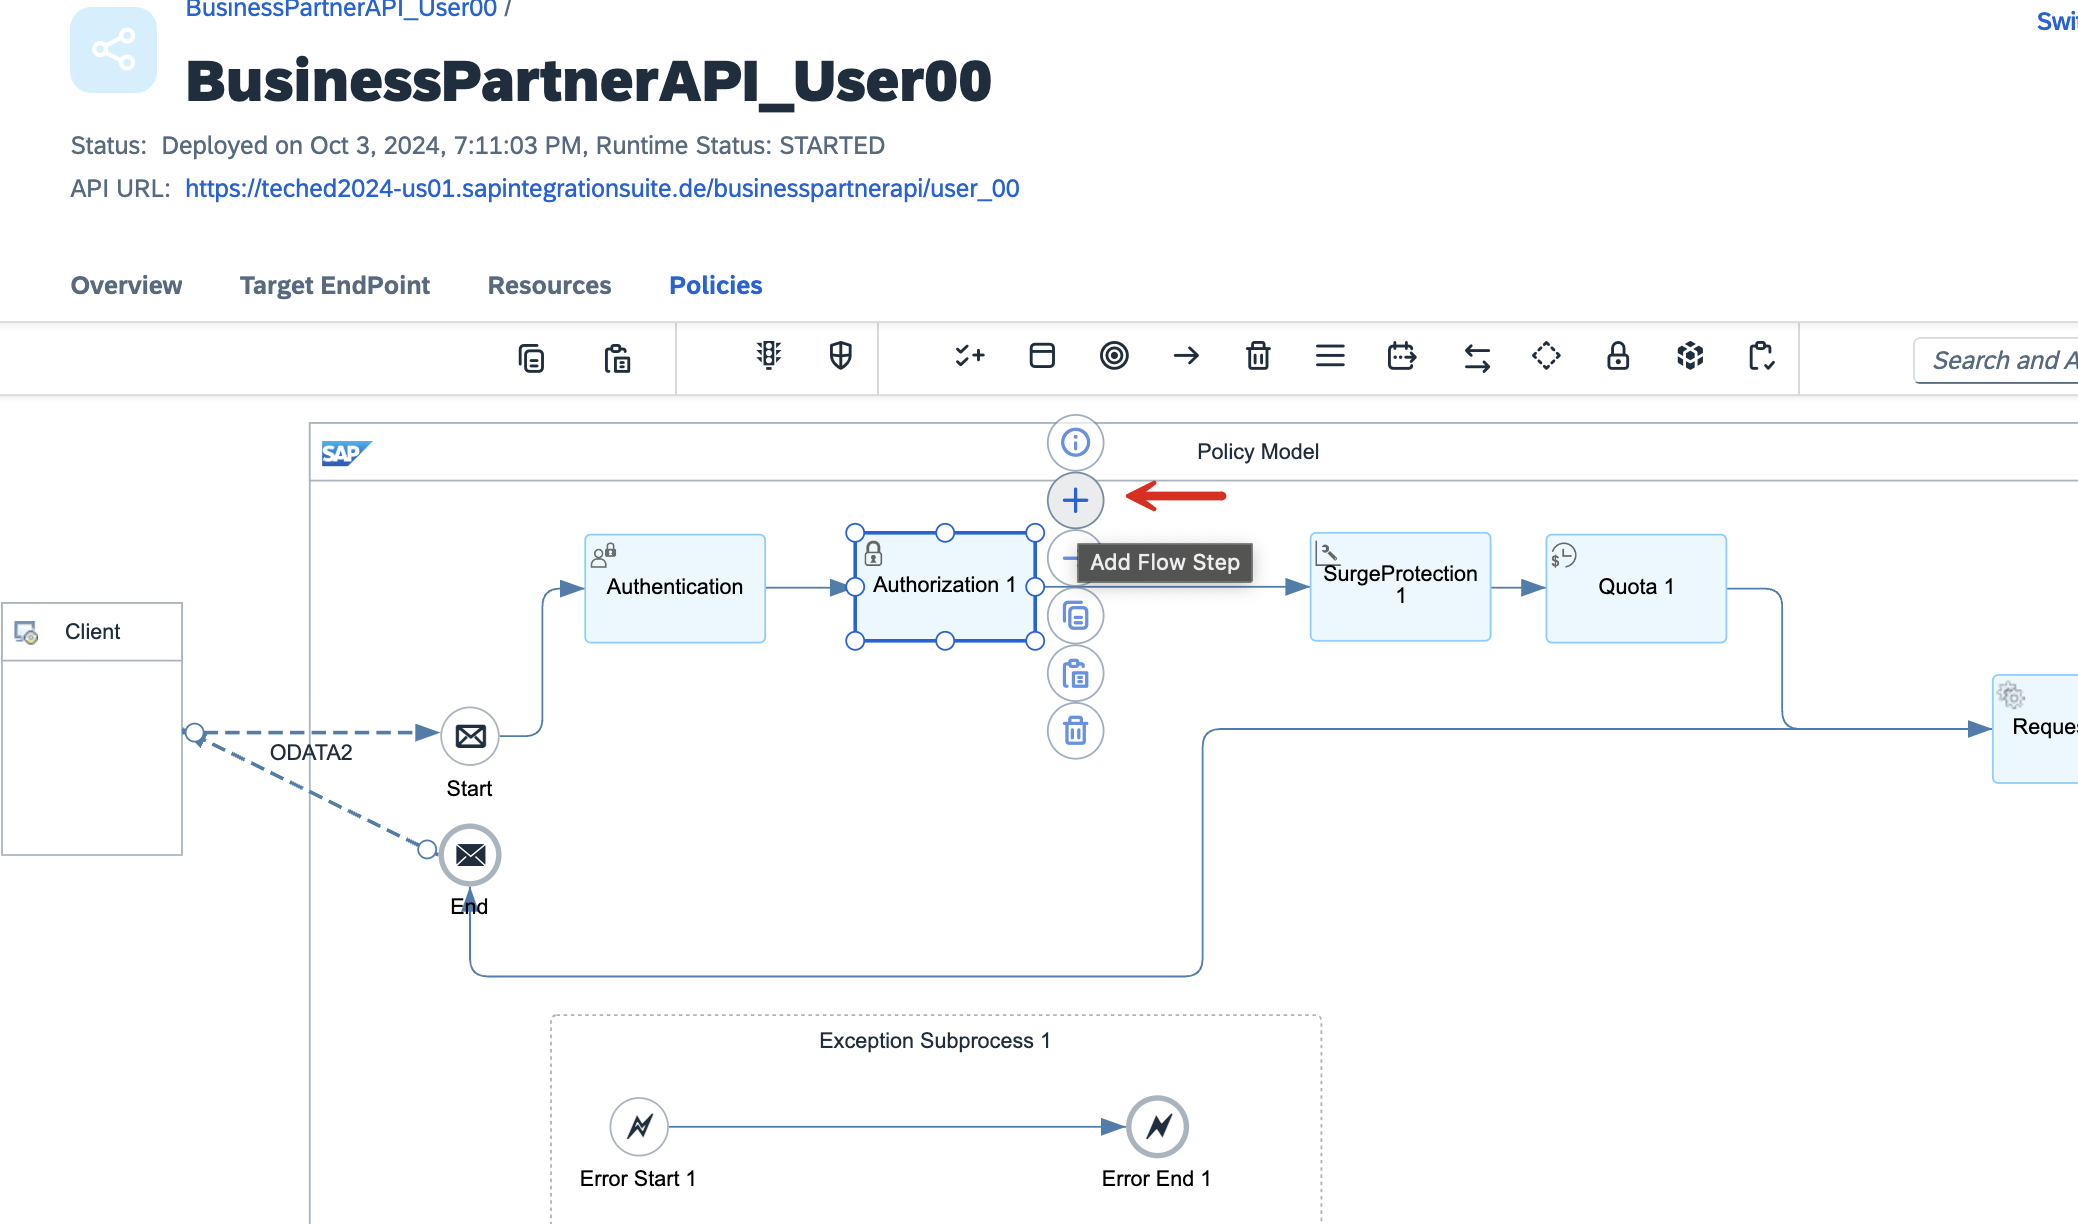 BusinessPartnerAPI_User00 /
BusinessPartnerAPI_User00
Status: Deployed on Oct 3, 2024, 7:11:03 PM, Runtime Status: STARTED
API URL: https://teched2024-us01.sapintegrationsuite.de/businesspartnerapi/user_00
Overview Target EndPoint Resources Policies
Search and
SAP
Policy Model
Add Flow Step
Authentication
Authorization 1
SurgeProtection
1
Quota 1
Client
ODATA2
Start
End
Exception Subprocess 1
Error Start 1
Error End 1